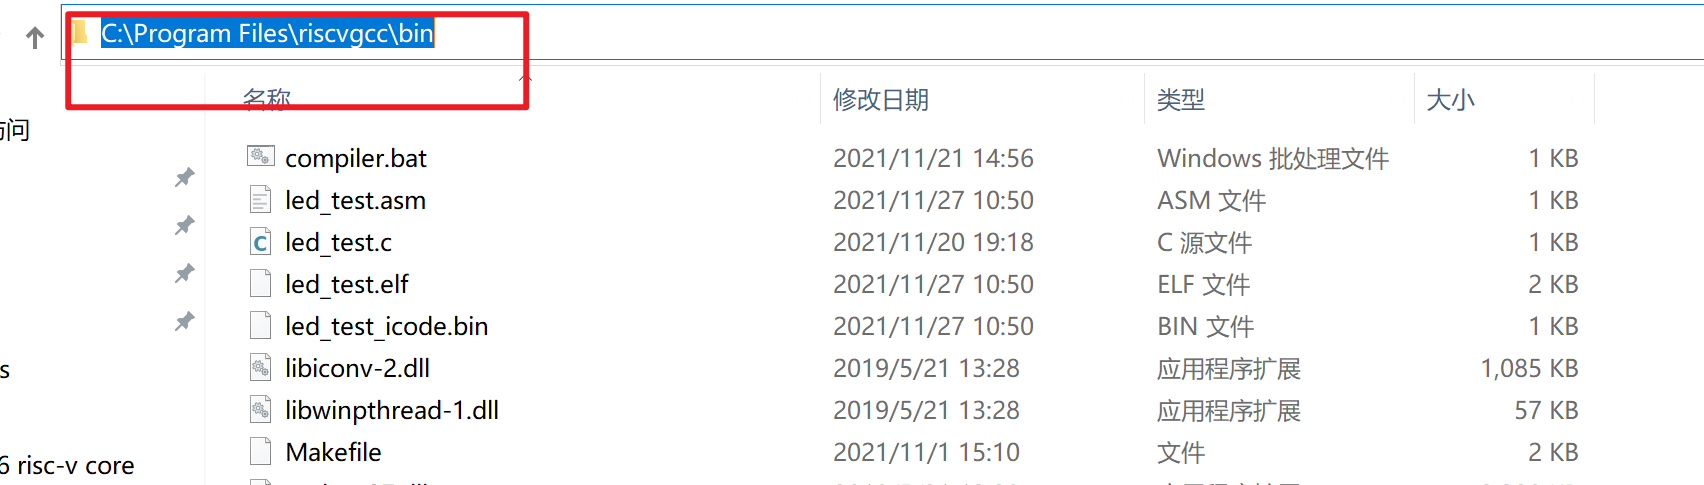 C:\Program Files\riscvgcc\bin
名称 修改日期 类型 大小
访问
compiler.bat 2021/11/21 14:56 Windows 批处理文件 1 KB
led_test.asm 2021/11/27 10:50 ASM 文件 1 KB
led_test.c 2021/11/20 19:18 C 源文件 1 KB
led_test.elf 2021/11/27 10:50 ELF 文件 2 KB
led_test_icode.bin 2021/11/27 10:50 BIN 文件 1 KB
s libiconv-2.dll 2019/5/21 13:28 应用程序扩展 1,085 KB
libwinpthread-1.dll 2019/5/21 13:28 应用程序扩展 57 KB
Makefile 2021/11/1 15:10 文件 2 KB
6 risc-v core